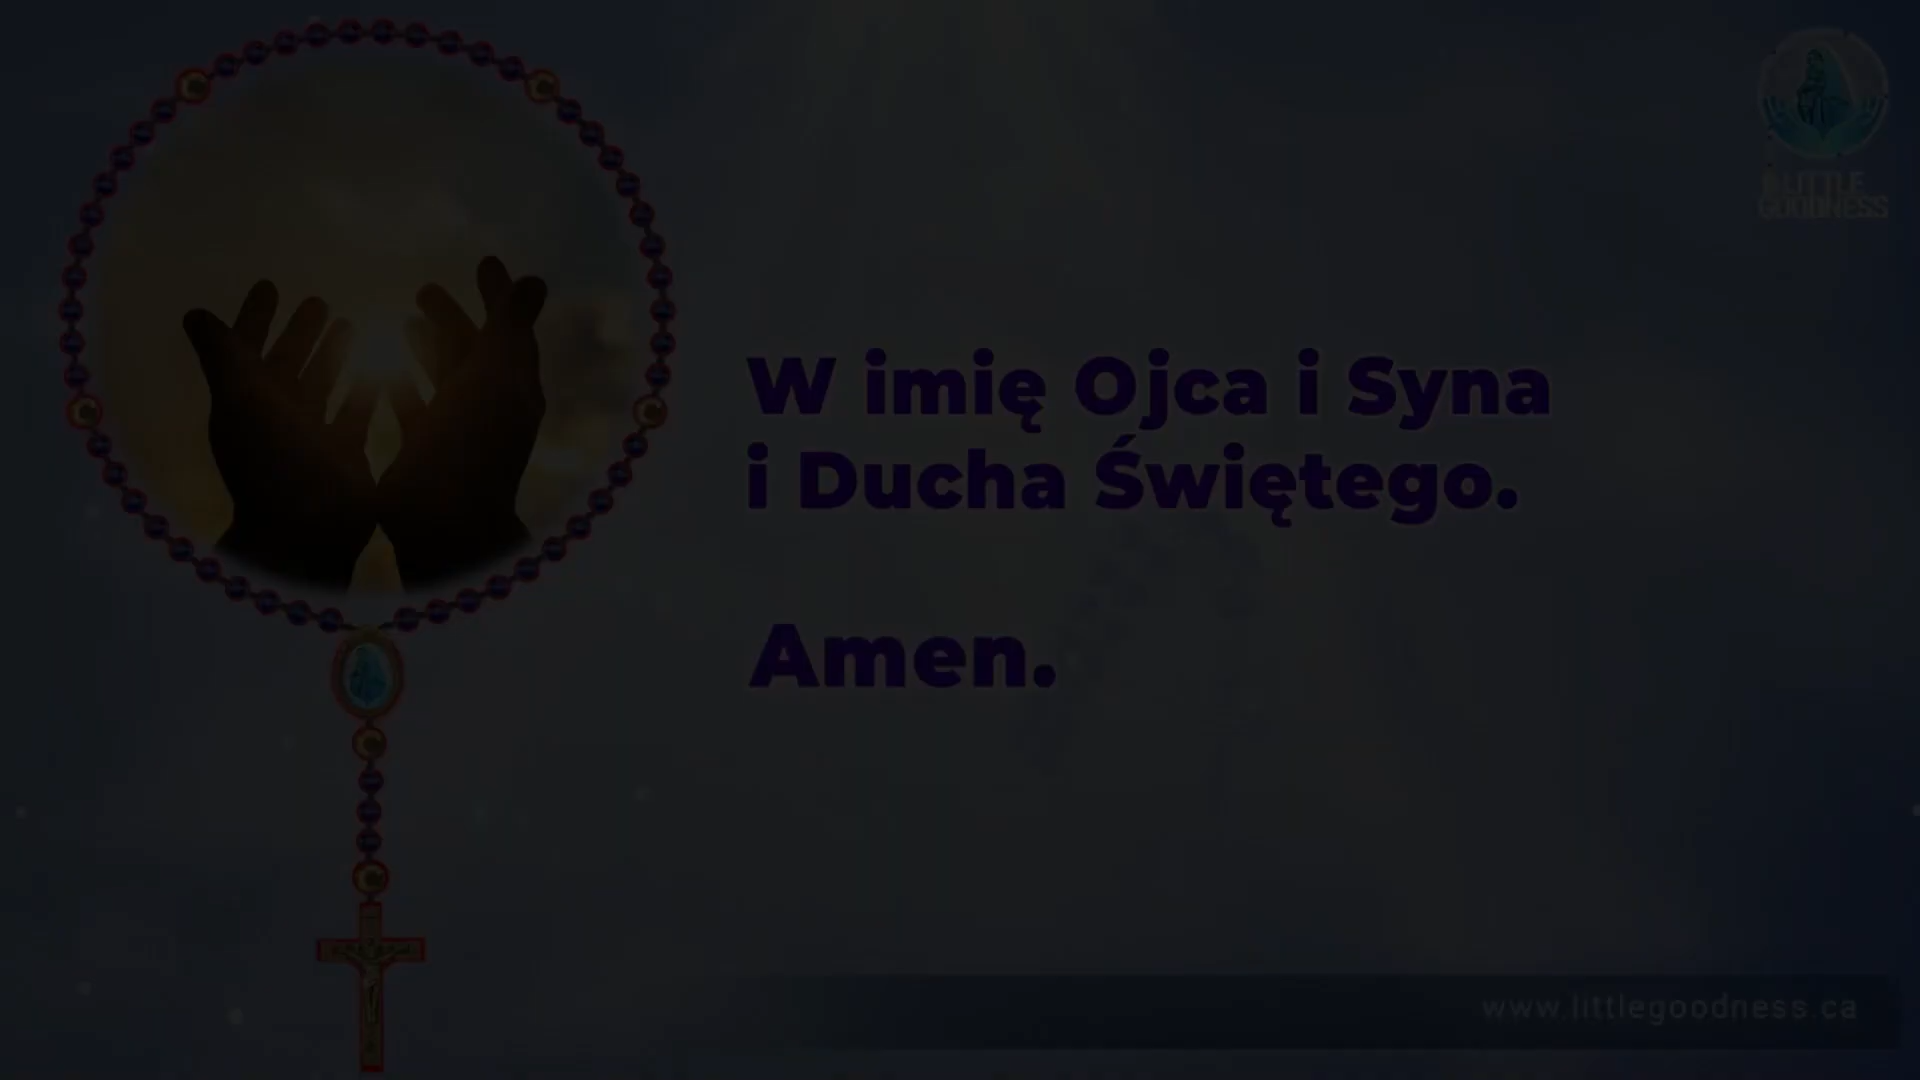 W imię Ojca i Syna
i Ducha Świętego.
Amen.
LITTLE
GOODNESS
www.littlegoodness.ca